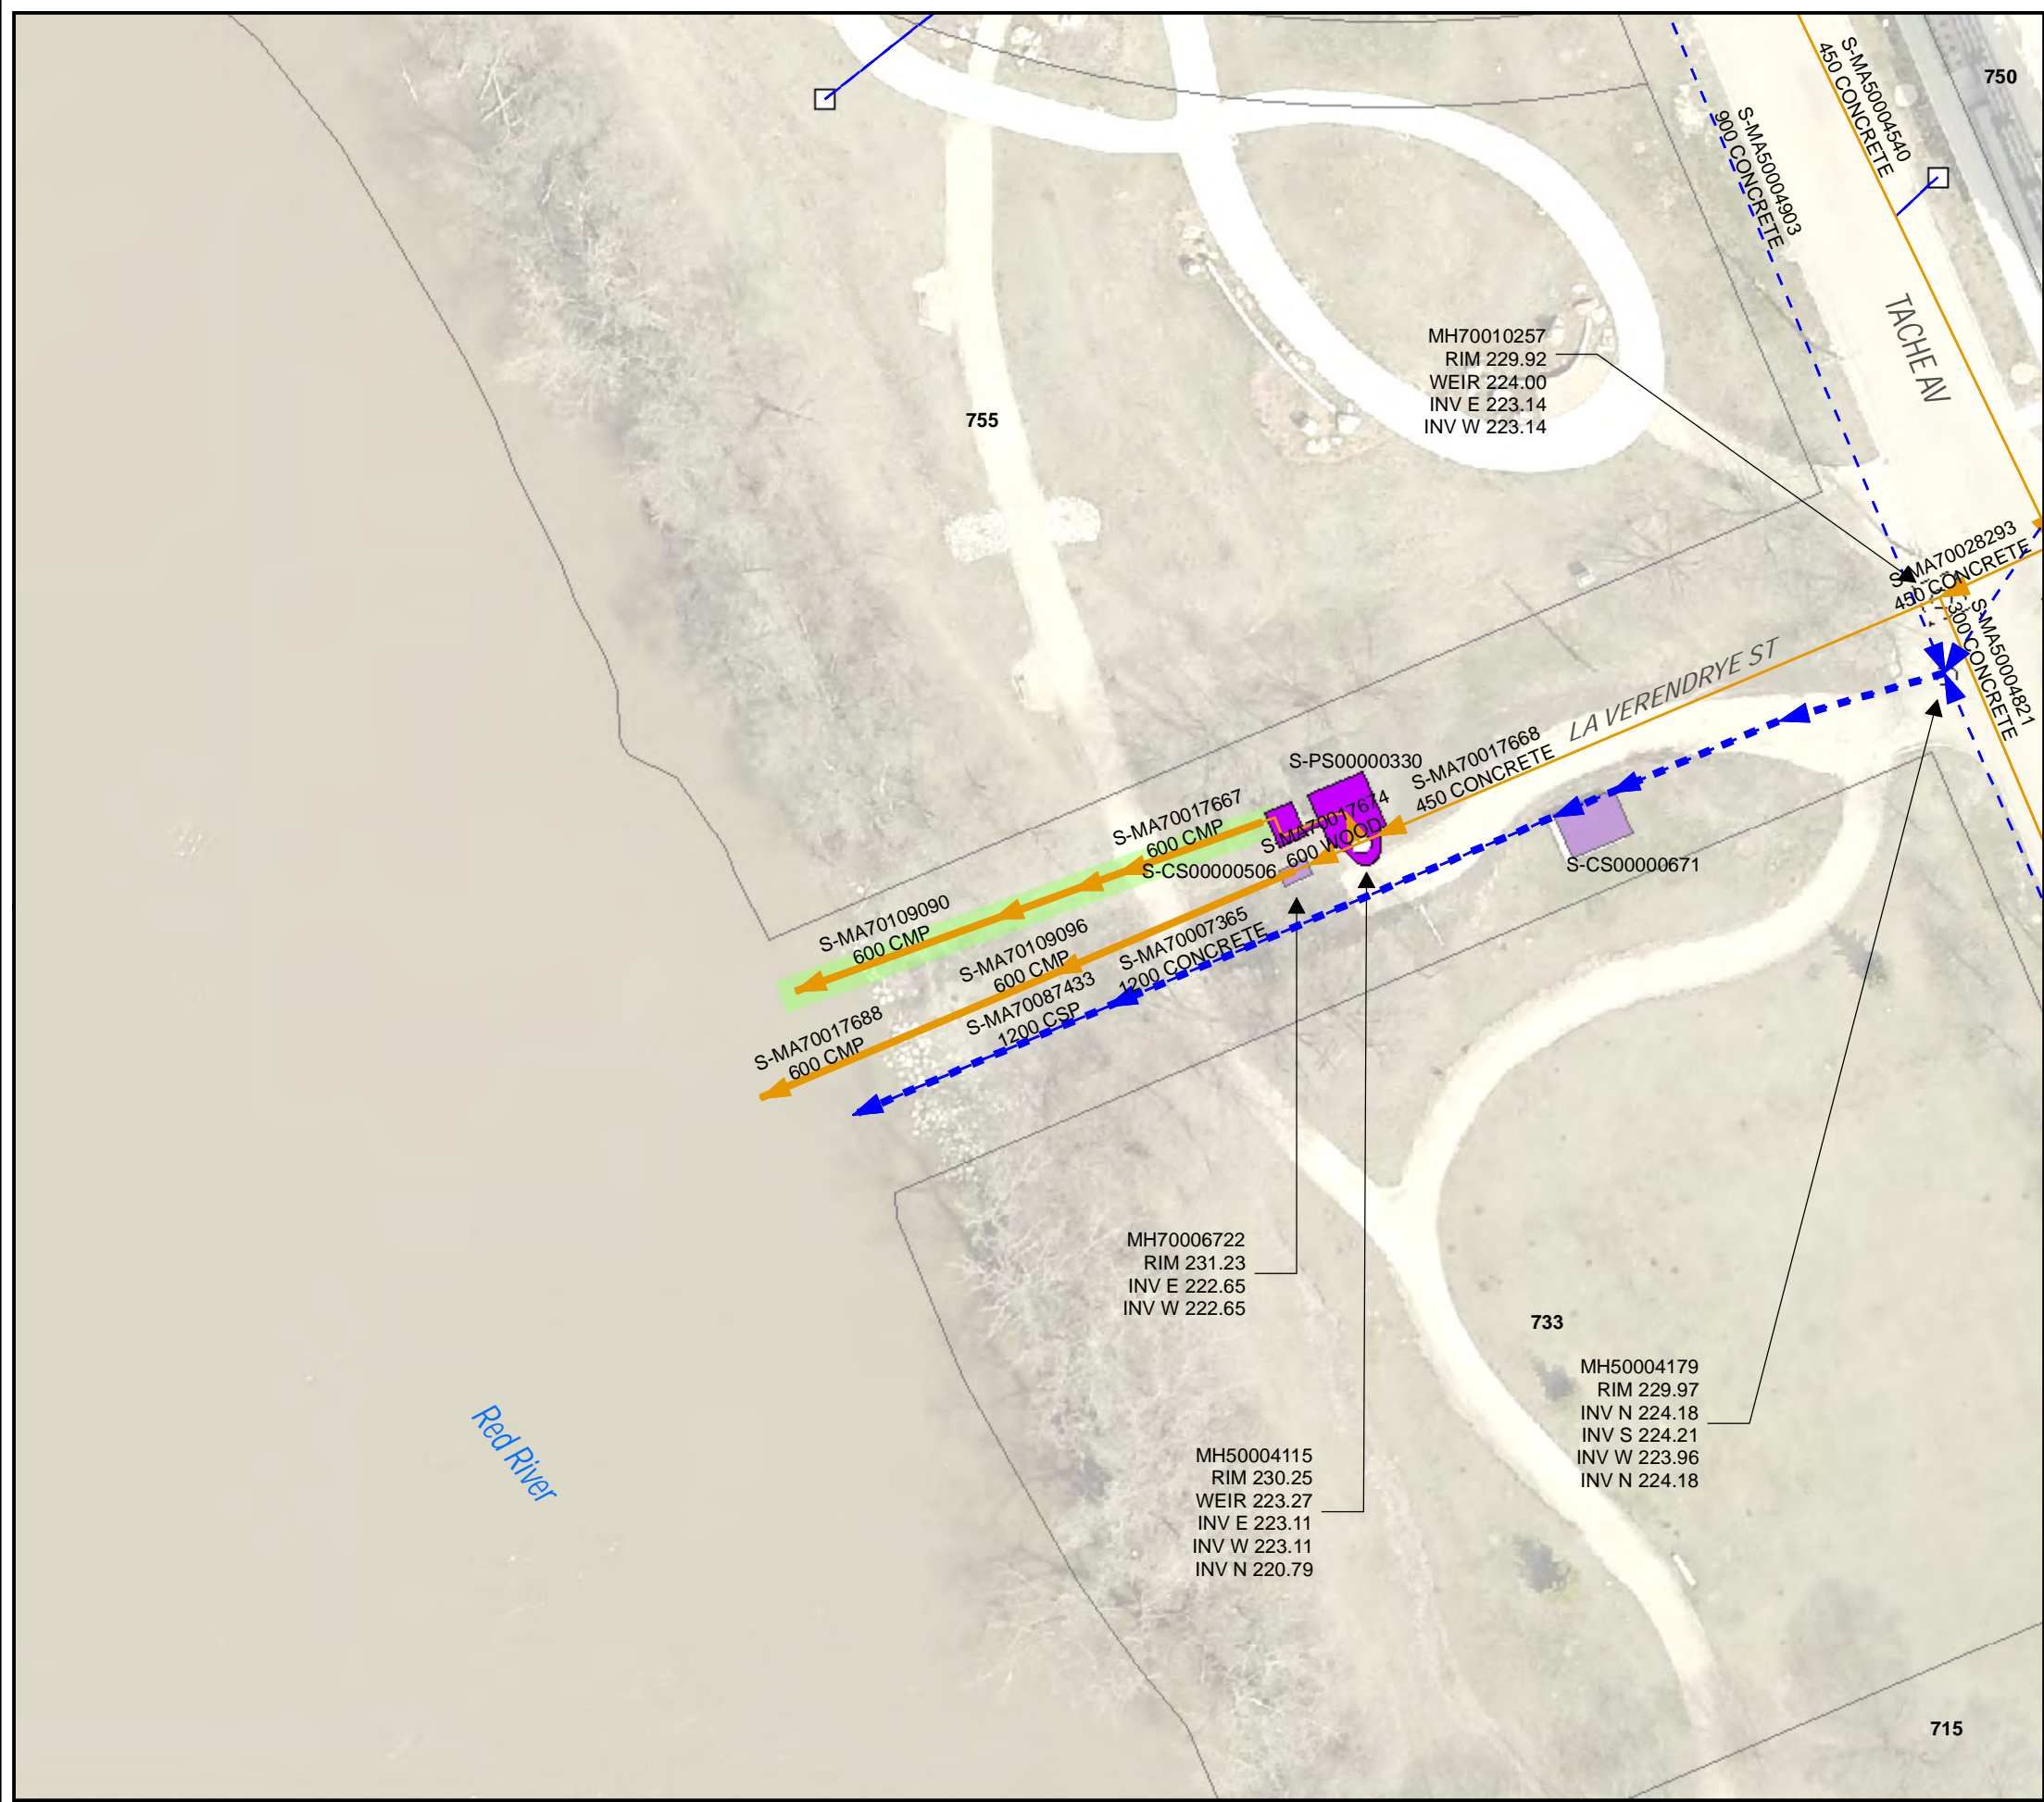 750
S-MA50004540
450 CONCRETE
S-MA50004903
900 CONCRETE
TACHE AV
MH70010257
RIM 229.92
WEIR 224.00
INV E 223.14
INV W 223.14
755
S-MA70028293
450 CONCRETE
S-MA50004821
300 CONCRETE
LA VERENDRYE ST
S-PS00000330
S-MA70017668
450 CONCRETE
S-MA70017667
600 CMP
S-MA70017674
600 WOOD
S-CS00000506
S-CS00000671
S-MA70109090
600 CMP
S-MA70109096
600 CMP
S-MA70007365
1200 CONCRETE
S-MA70087433
1200 CSP
S-MA70017688
600 CMP
MH70006722
RIM 231.23
INV E 222.65
INV W 222.65
733
MH50004179
RIM 229.97
INV N 224.18
INV S 224.21
INV W 223.96
INV N 224.18
Red River
MH50004115
RIM 230.25
WEIR 223.27
INV E 223.11
INV W 223.11
INV N 220.79
715